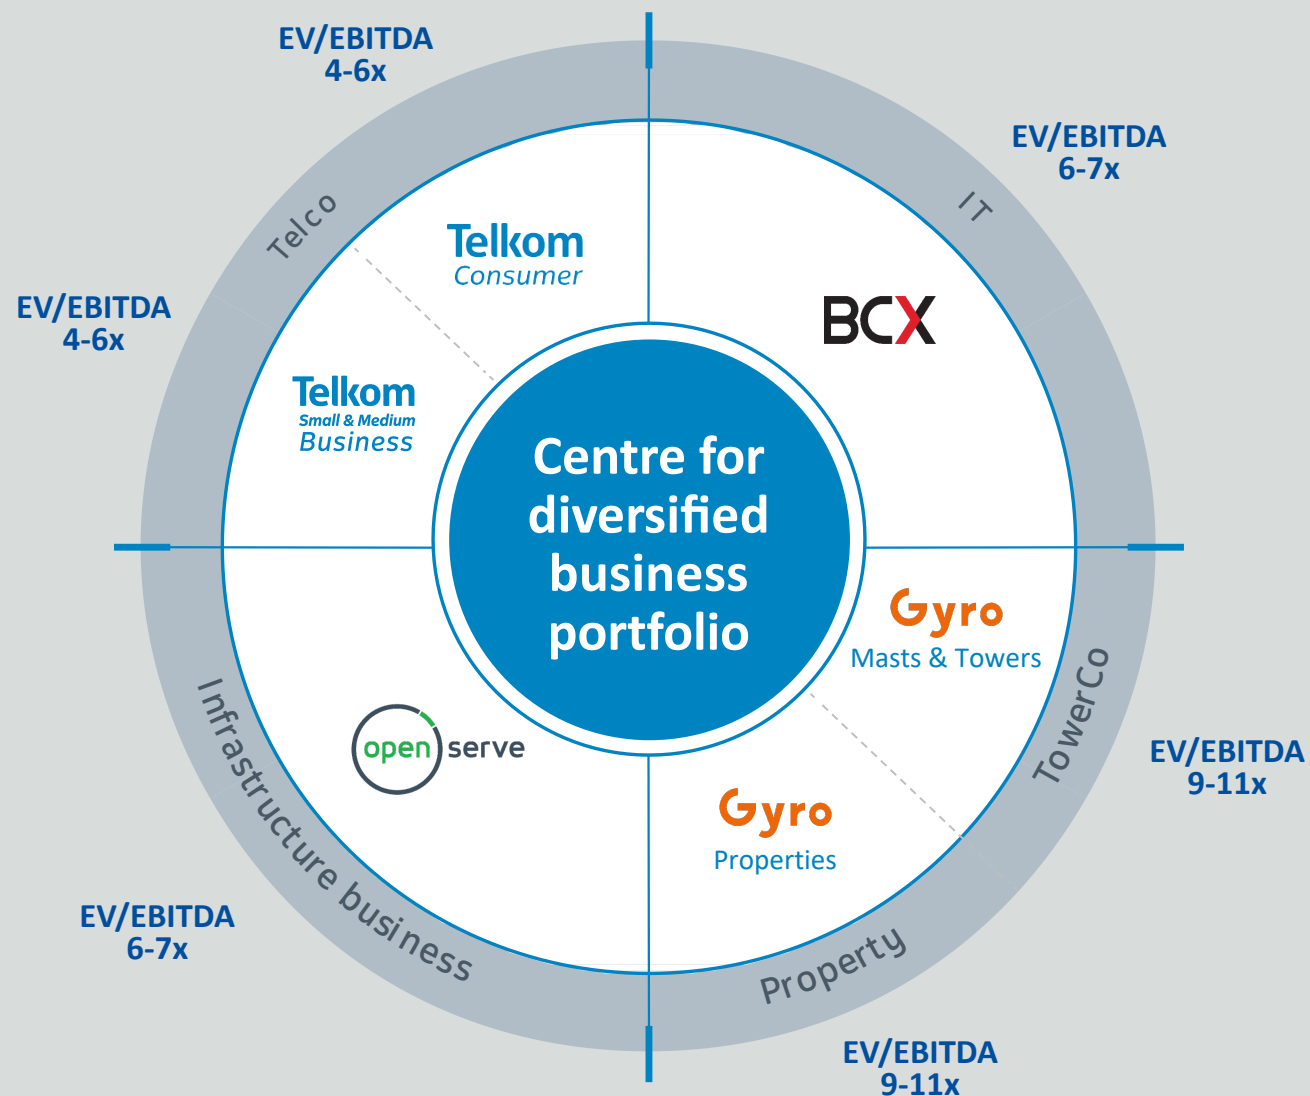 EV/EBITDA
4-6x
EV/EBITDA
6-7x
Telco
IT
Telkom
Consumer
EV/EBITDA
4-6x
BCX
Telkom
Small & Medium
Business
Centre for
diversified
business
portfolio
Gyro
Masts & Towers
TowerCo
Infrastructure business
open serve
EV/EBITDA
9-11x
Gyro
Properties
EV/EBITDA
6-7x
Property
EV/EBITDA
9-11x